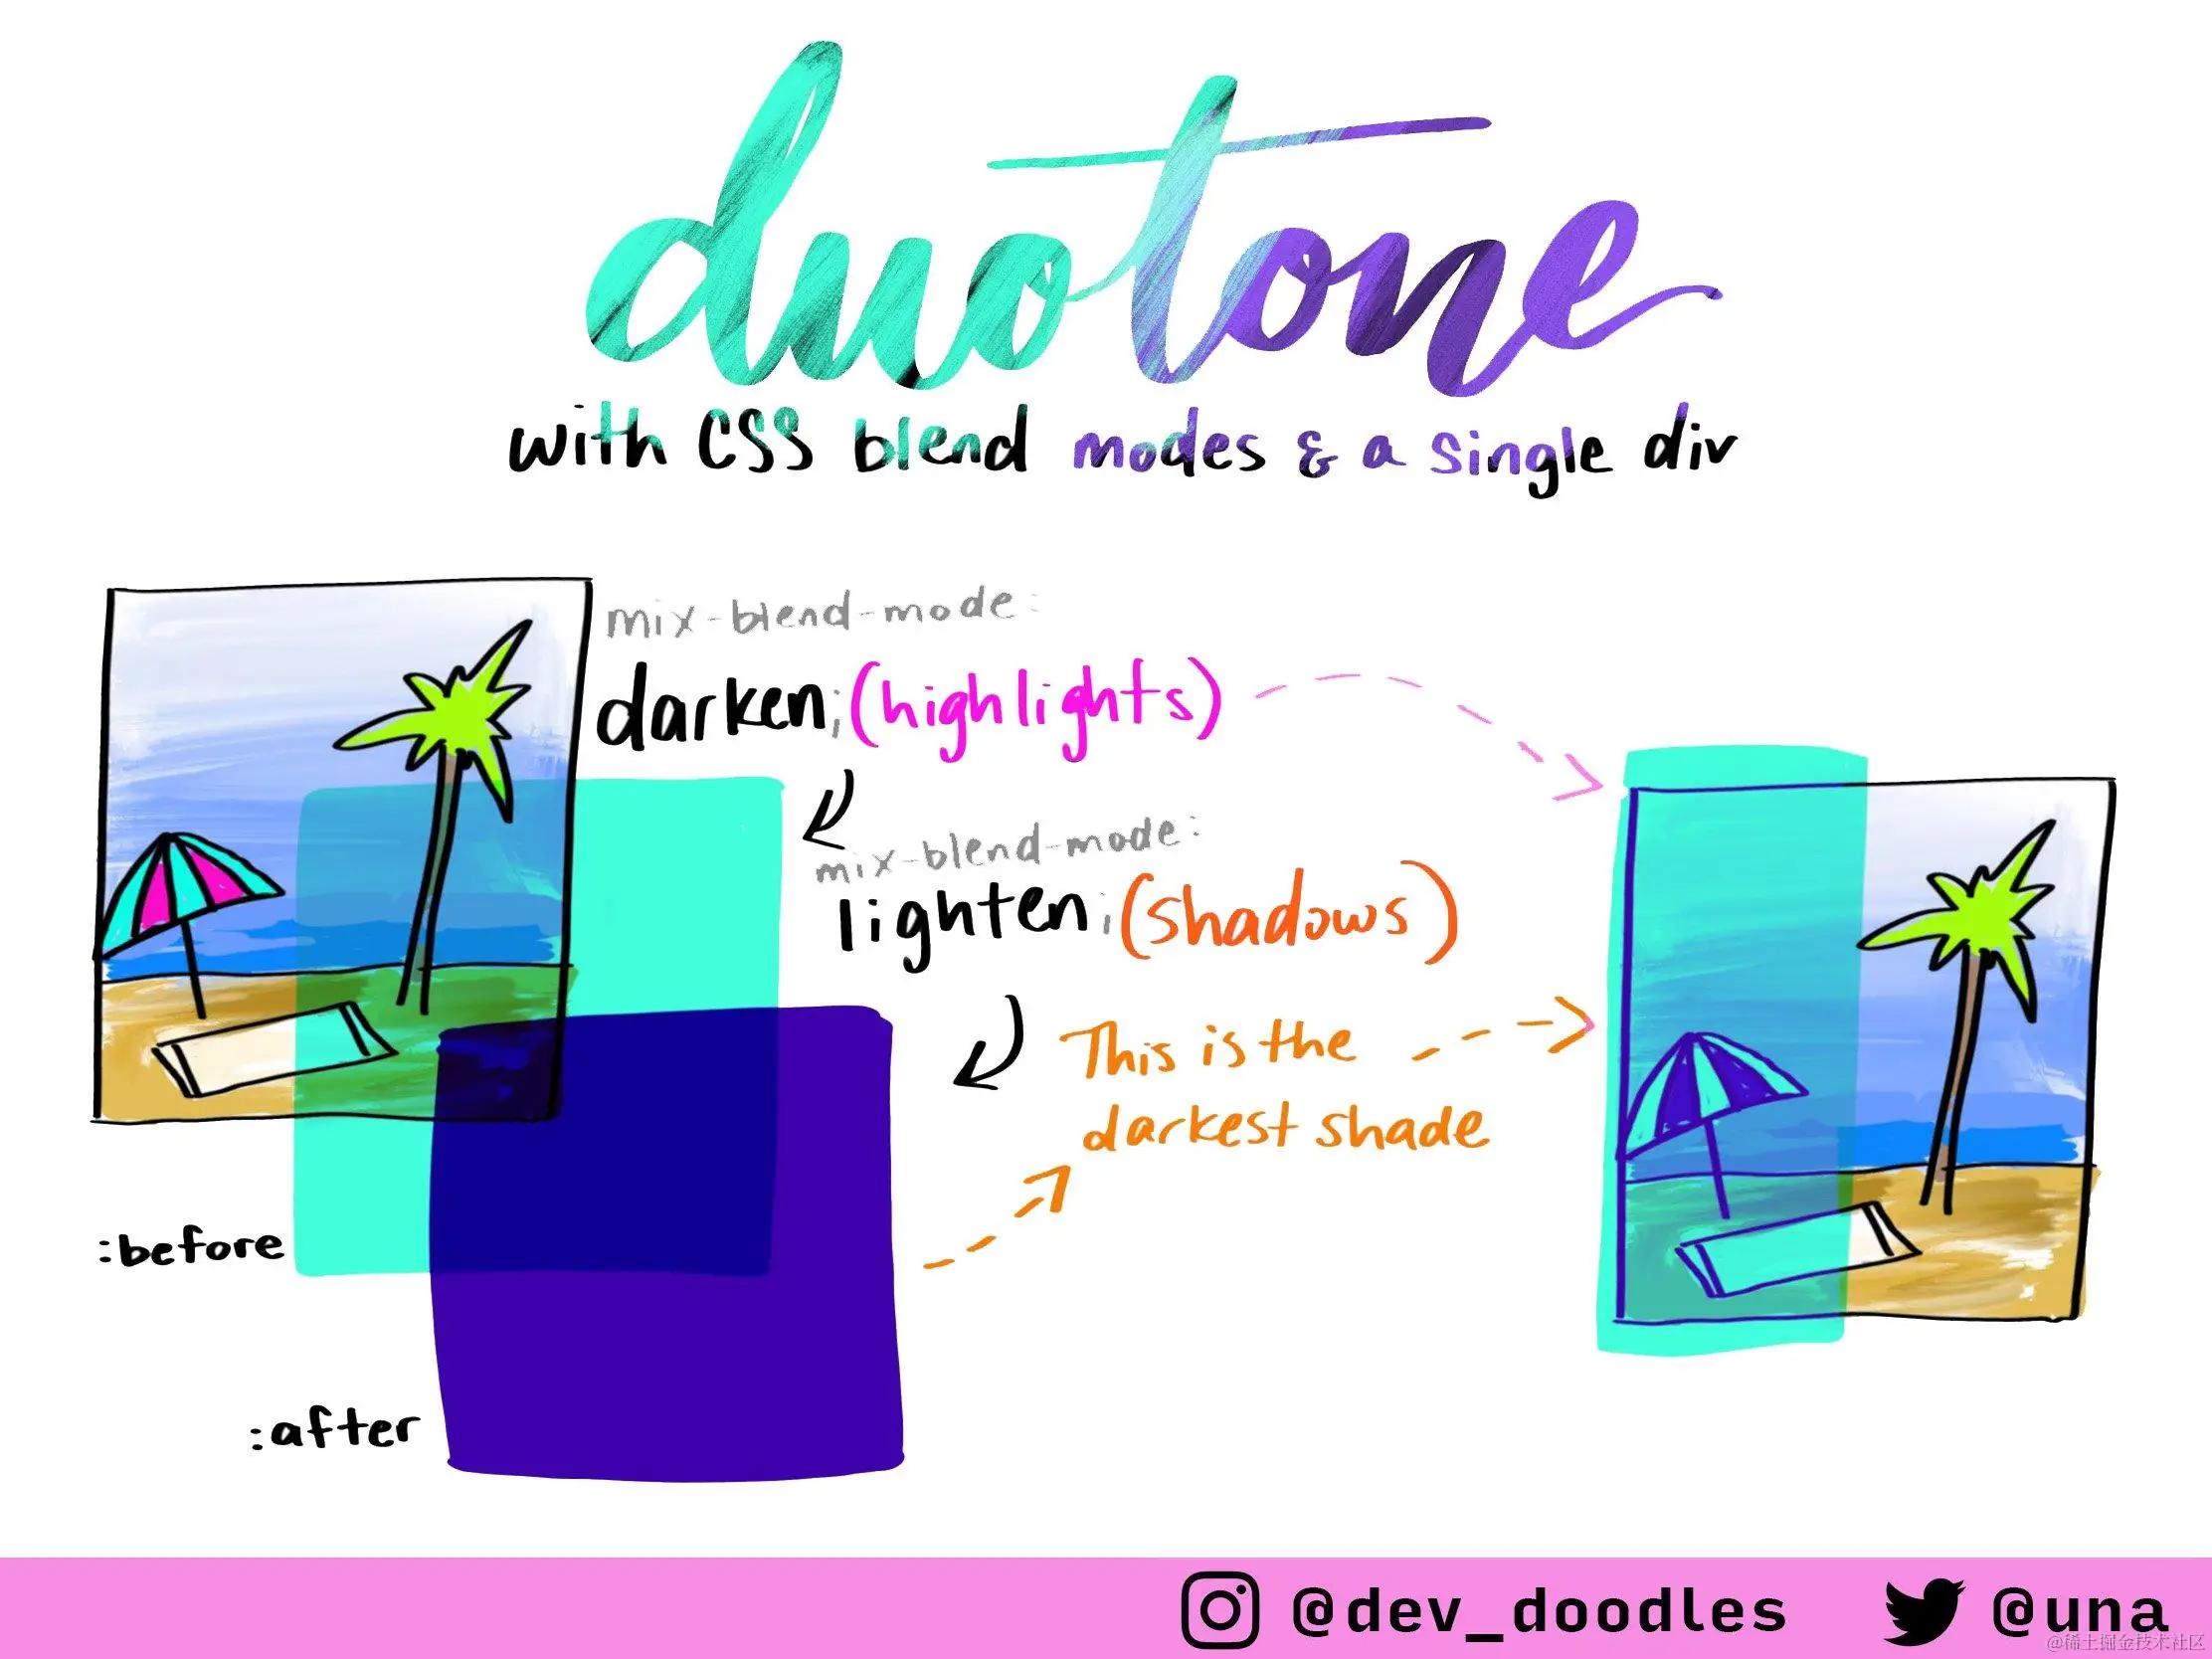 duotone
with CSS blend modes & a single div
mix-blend-mode:
darken; (highlights)
mix-blend-mode:
lighten; (shadows)
This is the
darkest shade
:before
:after
@dev_doodles @una
@稀土掘金技术社区